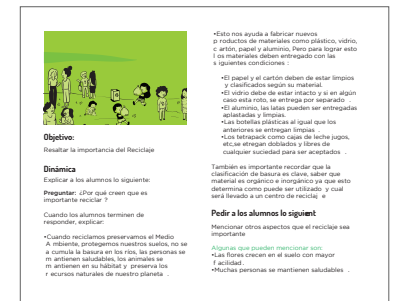 Objetivo:
Resaltar la importancia del Reciclaje
Dinámica
Explicar a los alumnos lo siguiente:
Preguntar: ¿Por qué creen que es
importante reciclar ?
Cuando los alumnos terminen de
responder, explicar:
•Cuando reciclamos preservamos el Medio
A mbiente, protegemos nuestros suelos, no se
a cumula la basura en los ríos, las personas se
m antienen saludables, los animales se
m antienen en su hábitat y preserva los
r ecursos naturales de nuestro planeta .
•Esto nos ayuda a fabricar nuevos
p roductos de materiales como plástico, vidrio,
c artón, papel y aluminio, Pero para lograr esto
l os materiales deben entregado con las
s iguientes condiciones :
•El papel y el cartón deben de estar limpios
y clasificados según su material.
•El vidrio debe de estar intacto y si en algún
caso esta roto, se entrega por separado .
•El aluminio, las latas pueden ser entregadas
aplastadas y limpias.
•Las botellas plásticas al igual que los
anteriores se entregan limpias .
•Los tetrapack como cajas de leche jugos,
etc,se etregan doblados y libres de
cualquier suciedad para ser aceptados .
También es importante recordar que la
clasificación de basura es clave, saber que
material es orgánico e inorgánico ya que esto
determina como puede ser utilizado y cual
será llevado a un centro de reciclaj e
Pedir a los alumnos lo siguient
Mencionar otros aspectos que el reciclaje sea
importante
Algunas que pueden mencionar son:
•Las flores crecen en el suelo con mayor
f acilidad.
•Muchas personas se mantienen saludables .